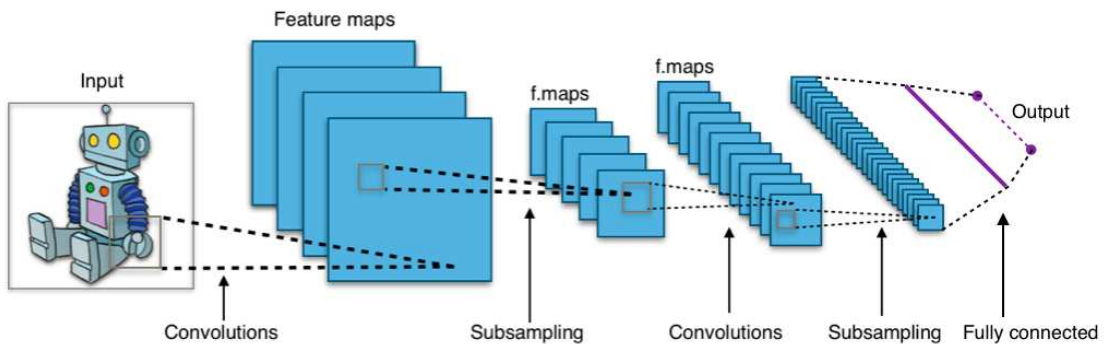 Feature maps
Input
f.maps
f.maps
Output
Convolutions
Subsampling
Convolutions
Subsampling
Fully connected